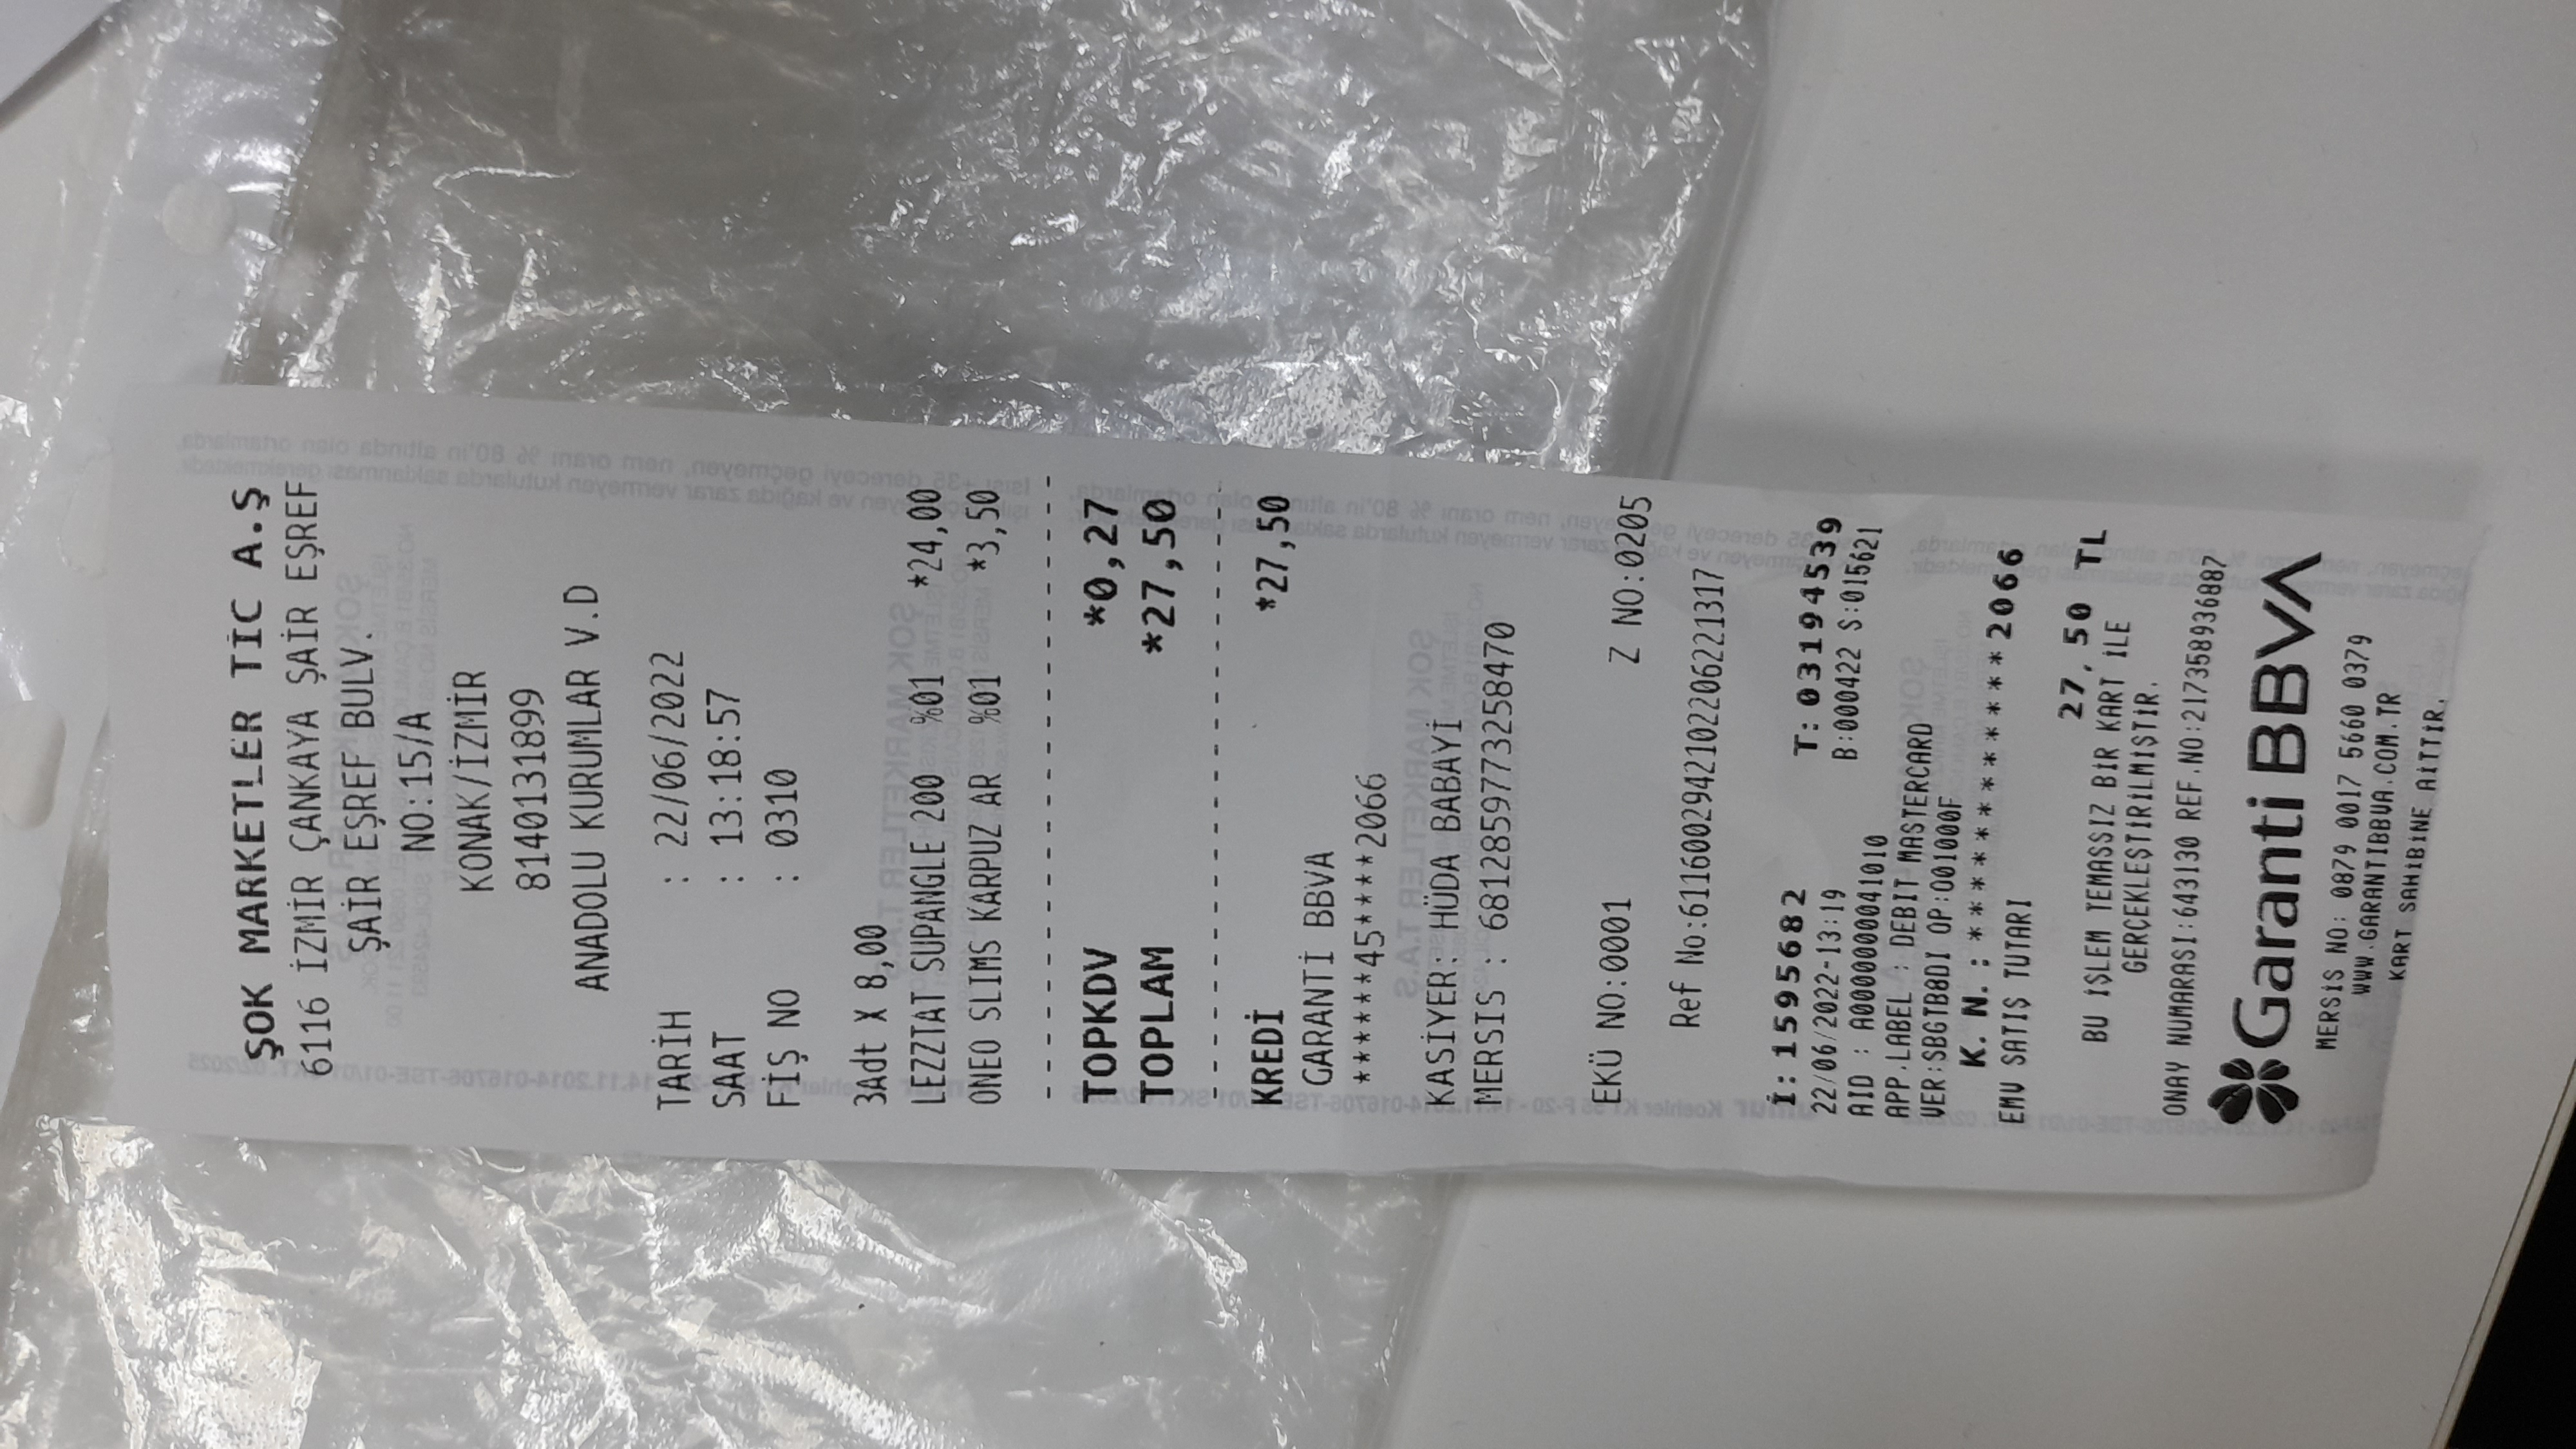 ŞOK MARKETLER TİC A.Ş
6116 İZMİR ÇANKAYA ŞAİR EŞREF
ŞAİR EŞREF BULV.
NO:15/A
KONAK/İZMİR
8140131899
ANADOLU KURUMLAR V.D
TARİH : 22/06/2022
SAAT : 13:18:57
FİŞ NO : 0310
3Adt X 8,00
LEZZTAT SUPANGLE 200 %01 *24,00
ONEO SLIMS KARPUZ AR %01 *3,50
TOPKDV *0,27
TOPLAM *27,50
KREDİ *27,50
GARANTİ BBVA
******45****2066
KASİYER: HÜDA BABAYİ
MERSIS : 6812859773258470
EKÜ NO:0001 Z NO:0205
Ref No:6116002942102206221317
İ: 1595682 T: 03194539
22/06/2022-13:19 B:000422 S:015621
AID : A0000000041010
APP.LABEL : DEBIT MASTERCARD
VER:SBGTB8DI OP:001000F
K. N. : ************2066
EMV SATIŞ TUTARI
27,50 TL
BU İŞLEM TEMASSIZ BİR KART İLE
GERÇEKLEŞTİRİLMİŞTİR.
ONAY NUMARASI:643130 REF.NO:217358936887
Garanti BBVA
MERSİS NO: 0879 0017 5660 0379
WWW.GARANTIBBVA.COM.TR
KART SAHİBİNE AİTTİR.